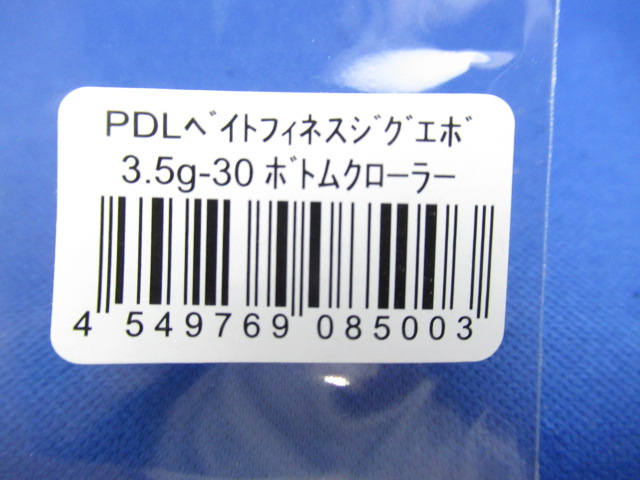 PDLﾍﾞｲﾄﾌｨﾈｽｼﾞｸﾞｴﾎﾞ
3.5g-30 ﾎﾞﾄﾑｸﾛｰﾗｰ
4 549769 085003